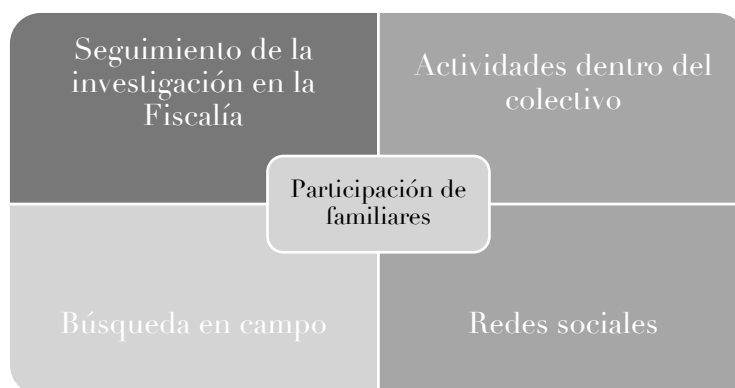 Seguimiento de la
investigación en la
Fiscalía
Actividades dentro del
colectivo
Participación de
familiares
Búsqueda en campo
Redes sociales